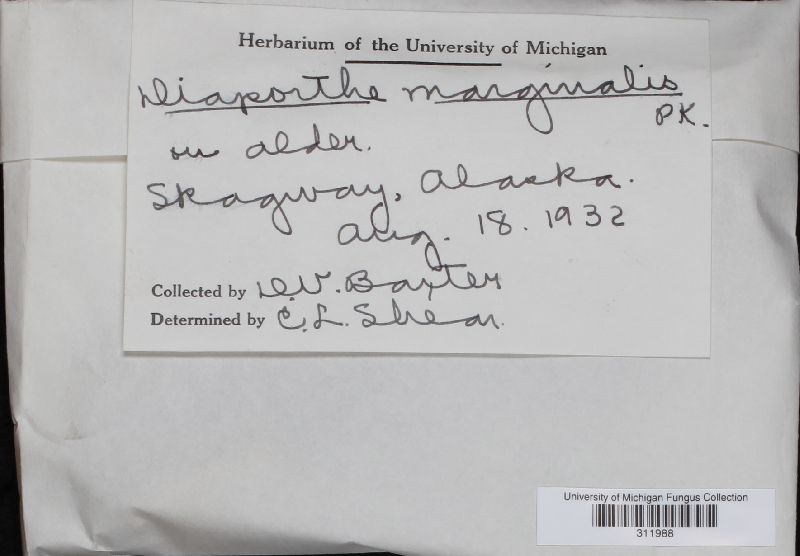 Herbarium of the University of Michigan
Diaporthe marginalis
PK.
on alder.
Skagway, Alaska.
Aug. 18. 1932
Collected by D.V. Baxter
Determined by C. L. Shear.
University of Michigan Fungus Collection
311988